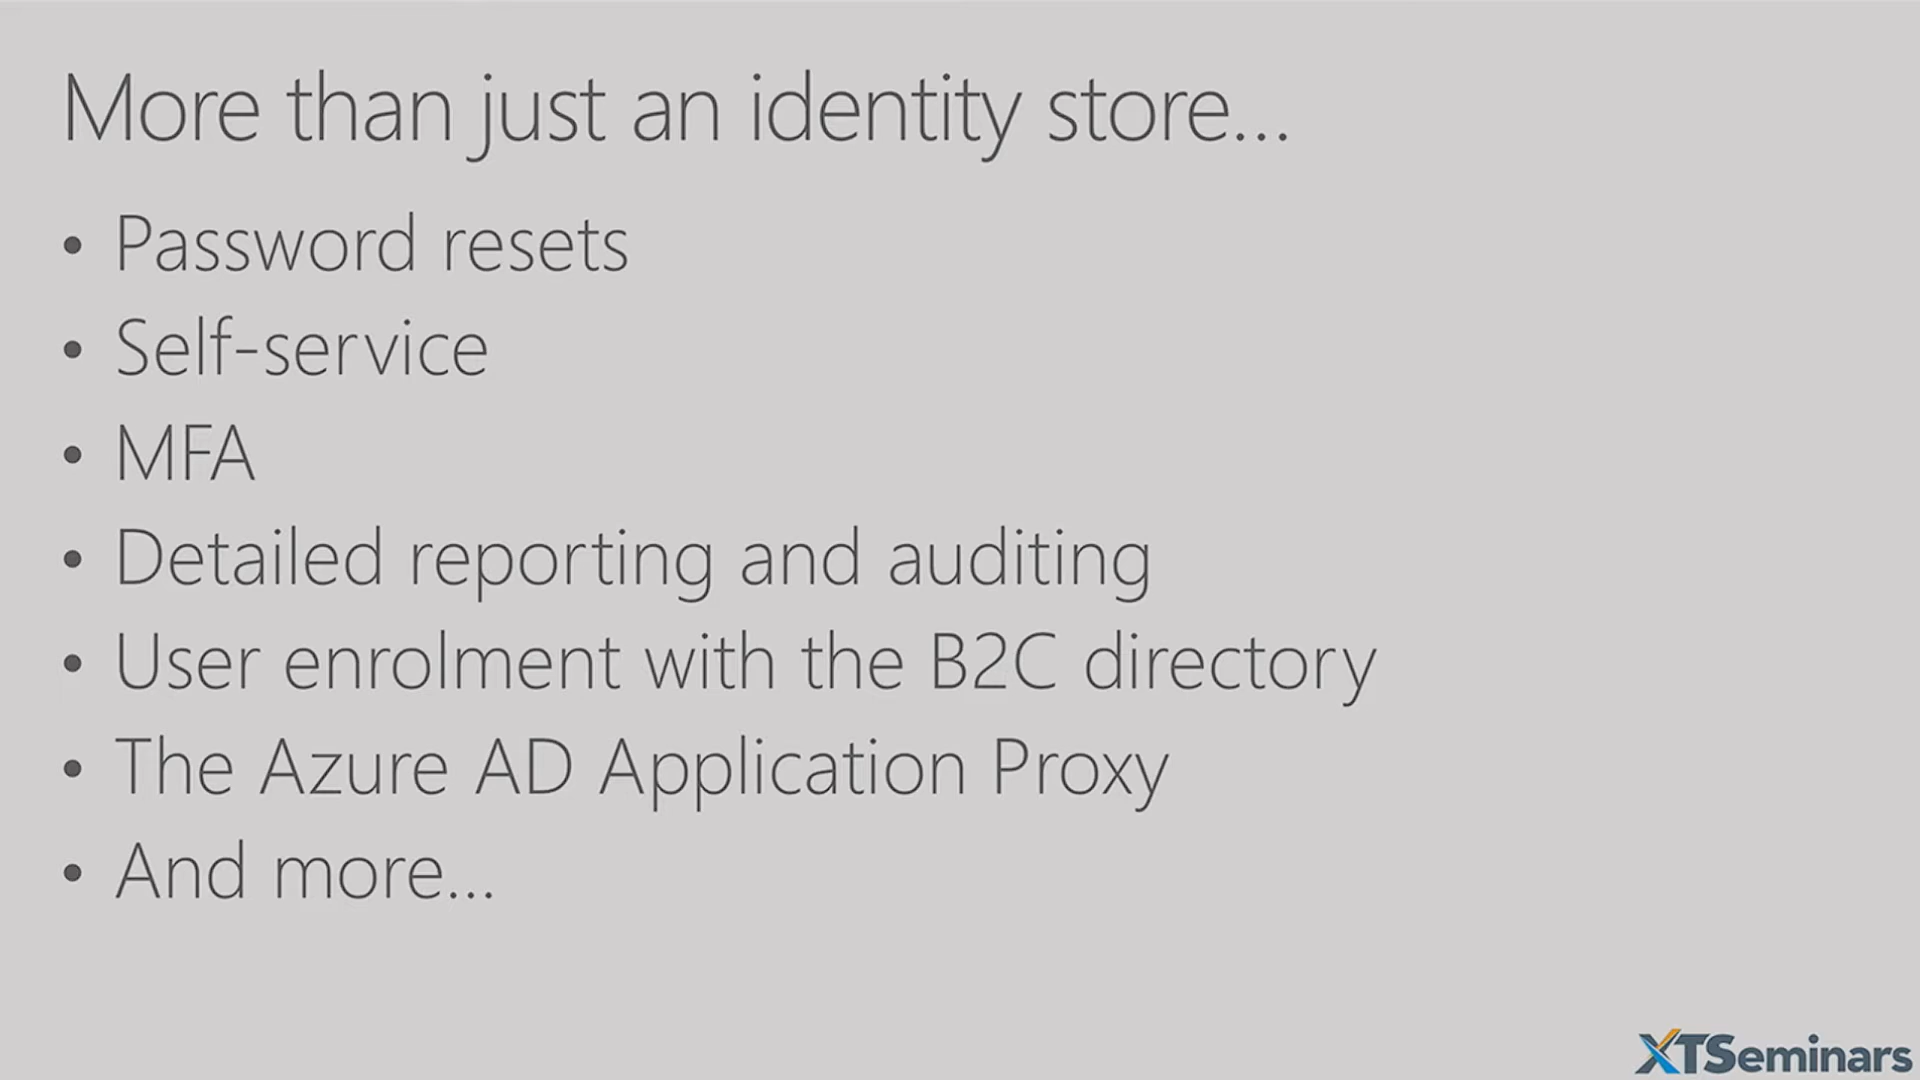 More than just an identity store...
• Password resets
• Self-service
• MFA
• Detailed reporting and auditing
• User enrolment with the B2C directory
• The Azure AD Application Proxy
• And more...
XTSeminars